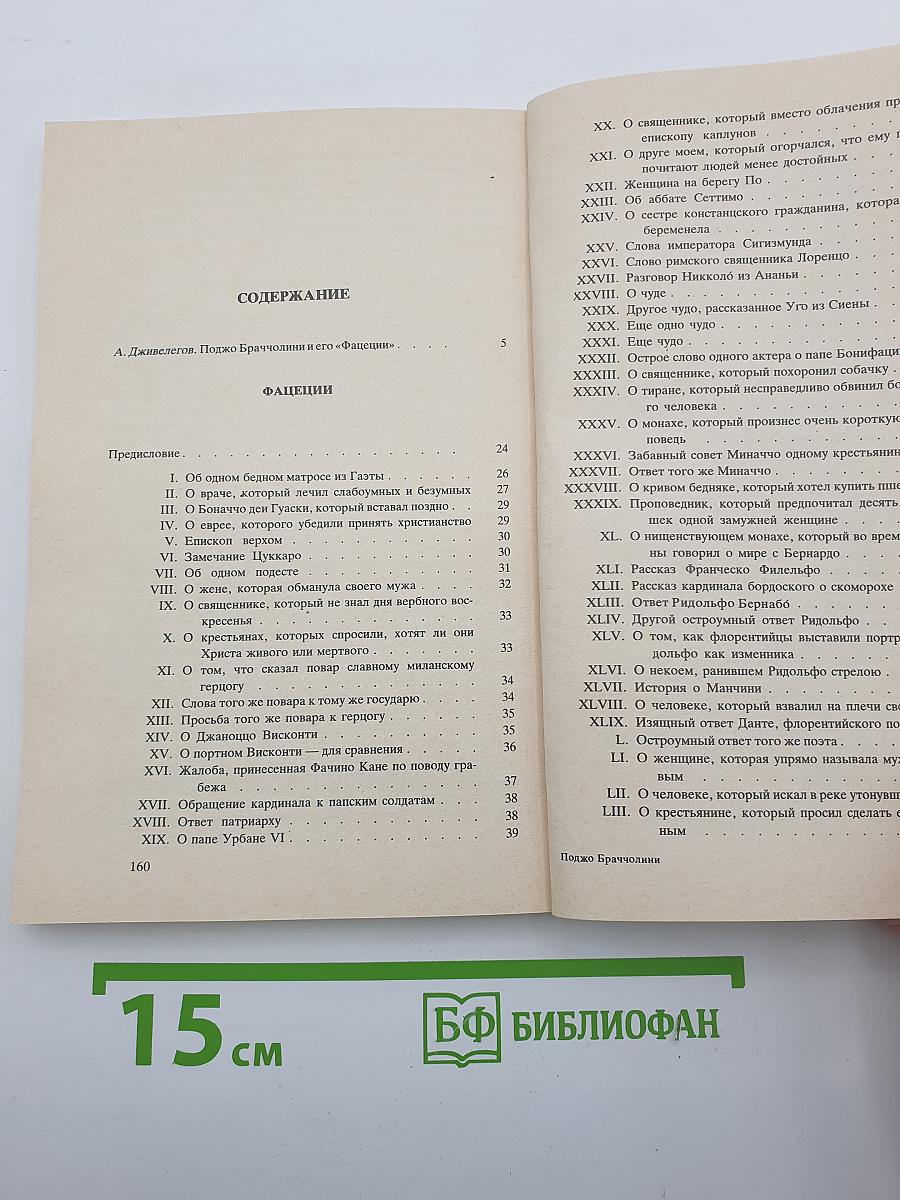 СОДЕРЖАНИЕ
А. Дживелегов. Поджо Браччолини и его «Фацеции» . . . . 5
ФАЦЕЦИИ
Предисловие . . . . . . . . . . . . . . . . 24
I. Об одном бедном матросе из Гаэты . . . . . . 26
II. О враче, который лечил слабоумных и безумных 27
III. О Боначчо деи Гуаски, который вставал поздно . . 29
IV. О еврее, которого убедили принять христианство 29
V. Епископ верхом . . . . . . . . . . . 30
VI. Замечание Цуккаро . . . . . . . . . . 30
VII. Об одном подесте . . . . . . . . . . 31
VIII. О жене, которая обманула своего мужа . . . . 32
IX. О священнике, который не знал дня вербного вос-
кресенья . . . . . . . . . . . . 33
X. О крестьянах, которых спросили, хотят ли они
Христа живого или мертвого . . . . . . 33
XI. О том, что сказал повар славному миланскому
герцогу . . . . . . . . . . . . 34
XII. Слова того же повара к тому же государю . . . . 34
XIII. Просьба того же повара к герцогу . . . . . . 35
XIV. О Джаноццо Висконти . . . . . . . . . 35
XV. О портном Висконти — для сравнения . . . . . 36
XVI. Жалоба, принесенная Фачино Кане по поводу гра-
бежа . . . . . . . . . . . . . 37
XVII. Обращение кардинала к папским солдатам . . . 38
XVIII. Ответ патриарху . . . . . . . . . . . 38
XIX. О папе Урбане VI . . . . . . . . . . . 39
160
XX. О священнике, который вместо облачения
епископу каплунов . . . . . . .
XXI. О друге моем, который огорчался, что ему
почитают людей менее достойных . . .
XXII. Женщина на берегу По . . . . . . .
XXIII. Об аббате Сеттимо . . . . . . . .
XXIV. О сестре констанцского гражданина,
беременела . . . . . . . . .
XXV. Слова императора Сигизмунда . . . . .
XXVI. Слово римского священника Лоренцо . . .
XXVII. Разговор Никколо́ из Ананьи . . . . . .
XXVIII. О чуде . . . . . . . . . . . .
XXIX. Другое чудо, рассказанное Уго из Сиены . .
XXX. Еще одно чудо . . . . . . . . .
XXXI. Еще чудо . . . . . . . . . . .
XXXII. Острое слово одного актера о папе
XXXIII. О священнике, который похоронил собачку .
XXXIV. О тиране, который несправедливо обвинил
го человека . . . . . . . . .
XXXV. О монахе, который произнес очень короткую
поведь . . . . . . . . . .
XXXVI. Забавный совет Миначчо одному
XXXVII. Ответ того же Миначчо . . . . . . .
XXXVIII. О кривом бедняке, который хотел купить
XXXIX. Проповедник, который предпочитал десять
шек одной замужней женщине . . . .
XL. О нищенствующем монахе, который во
ны говорил о мире с Бернардо . . . .
XLI. Рассказ Франческо Филельфо . . . . .
XLII. Рассказ кардинала бордоского о скоморохе .
XLIII. Ответ Ридольфо Бернабо́ . . . . . . .
XLIV. Другой остроумный ответ Ридольфо . . .
XLV. О том, как флорентийцы выставили
дольфо как изменника . . . . . .
XLVI. О некоем, ранившем Ридольфо стрелою .
XLVII. История о Манчини . . . . . . . .
XLVIII. О человеке, который взвалил на плечи
XLIX. Изящный ответ Данте, флорентийского
L. Остроумный ответ того же поэта . . . .
LI. О женщине, которая упрямо называла
вым . . . . . . . . . . .
LII. О человеке, который искал в реке
LIII. О крестьянине, который просил сделать
ным . . . . . . . . . . .
Поджо Браччолини
15 см
БФ БИБЛИОФАН